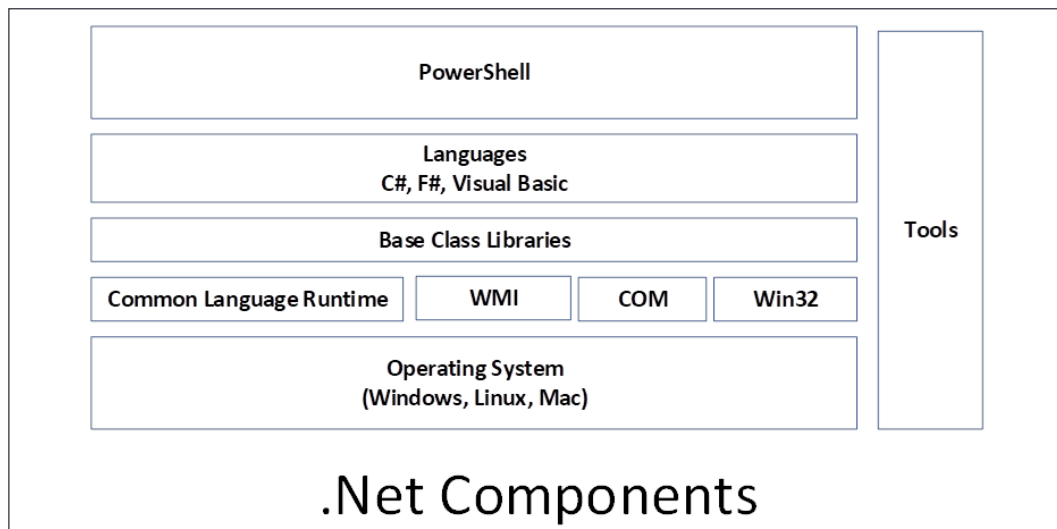 PowerShell
Languages
C#, F#, Visual Basic
Base Class Libraries
Common Language Runtime
WMI
COM
Win32
Operating System
(Windows, Linux, Mac)
Tools
.Net Components